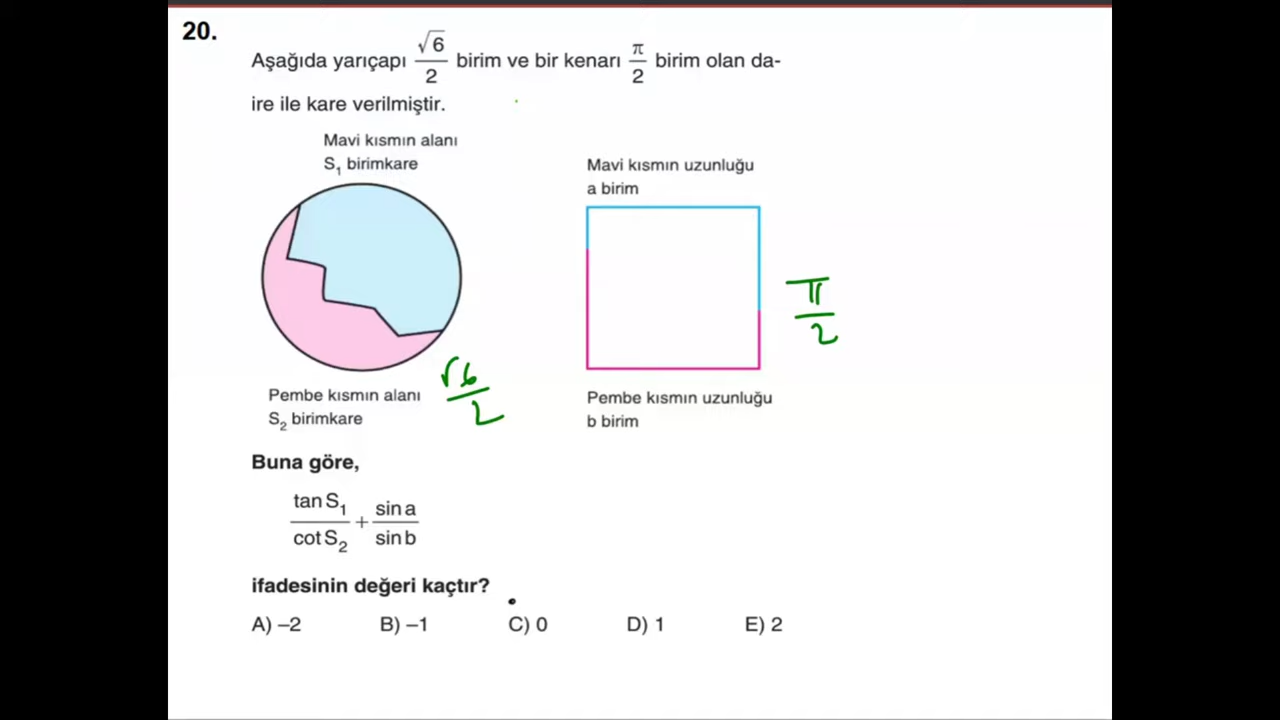 20.
Aşağıda yarıçapı √6/2 birim ve bir kenarı π/2 birim olan da-
ire ile kare verilmiştir.
Mavi kısmın alanı
S₁ birimkare
Mavi kısmın uzunluğu
a birim
π/2
√6/2
Pembe kısmın alanı
S₂ birimkare
Pembe kısmın uzunluğu
b birim
Buna göre,
tan S₁/cot S₂ + sin a/sin b
ifadesinin değeri kaçtır?
A) –2 B) –1 C) 0 D) 1 E) 2